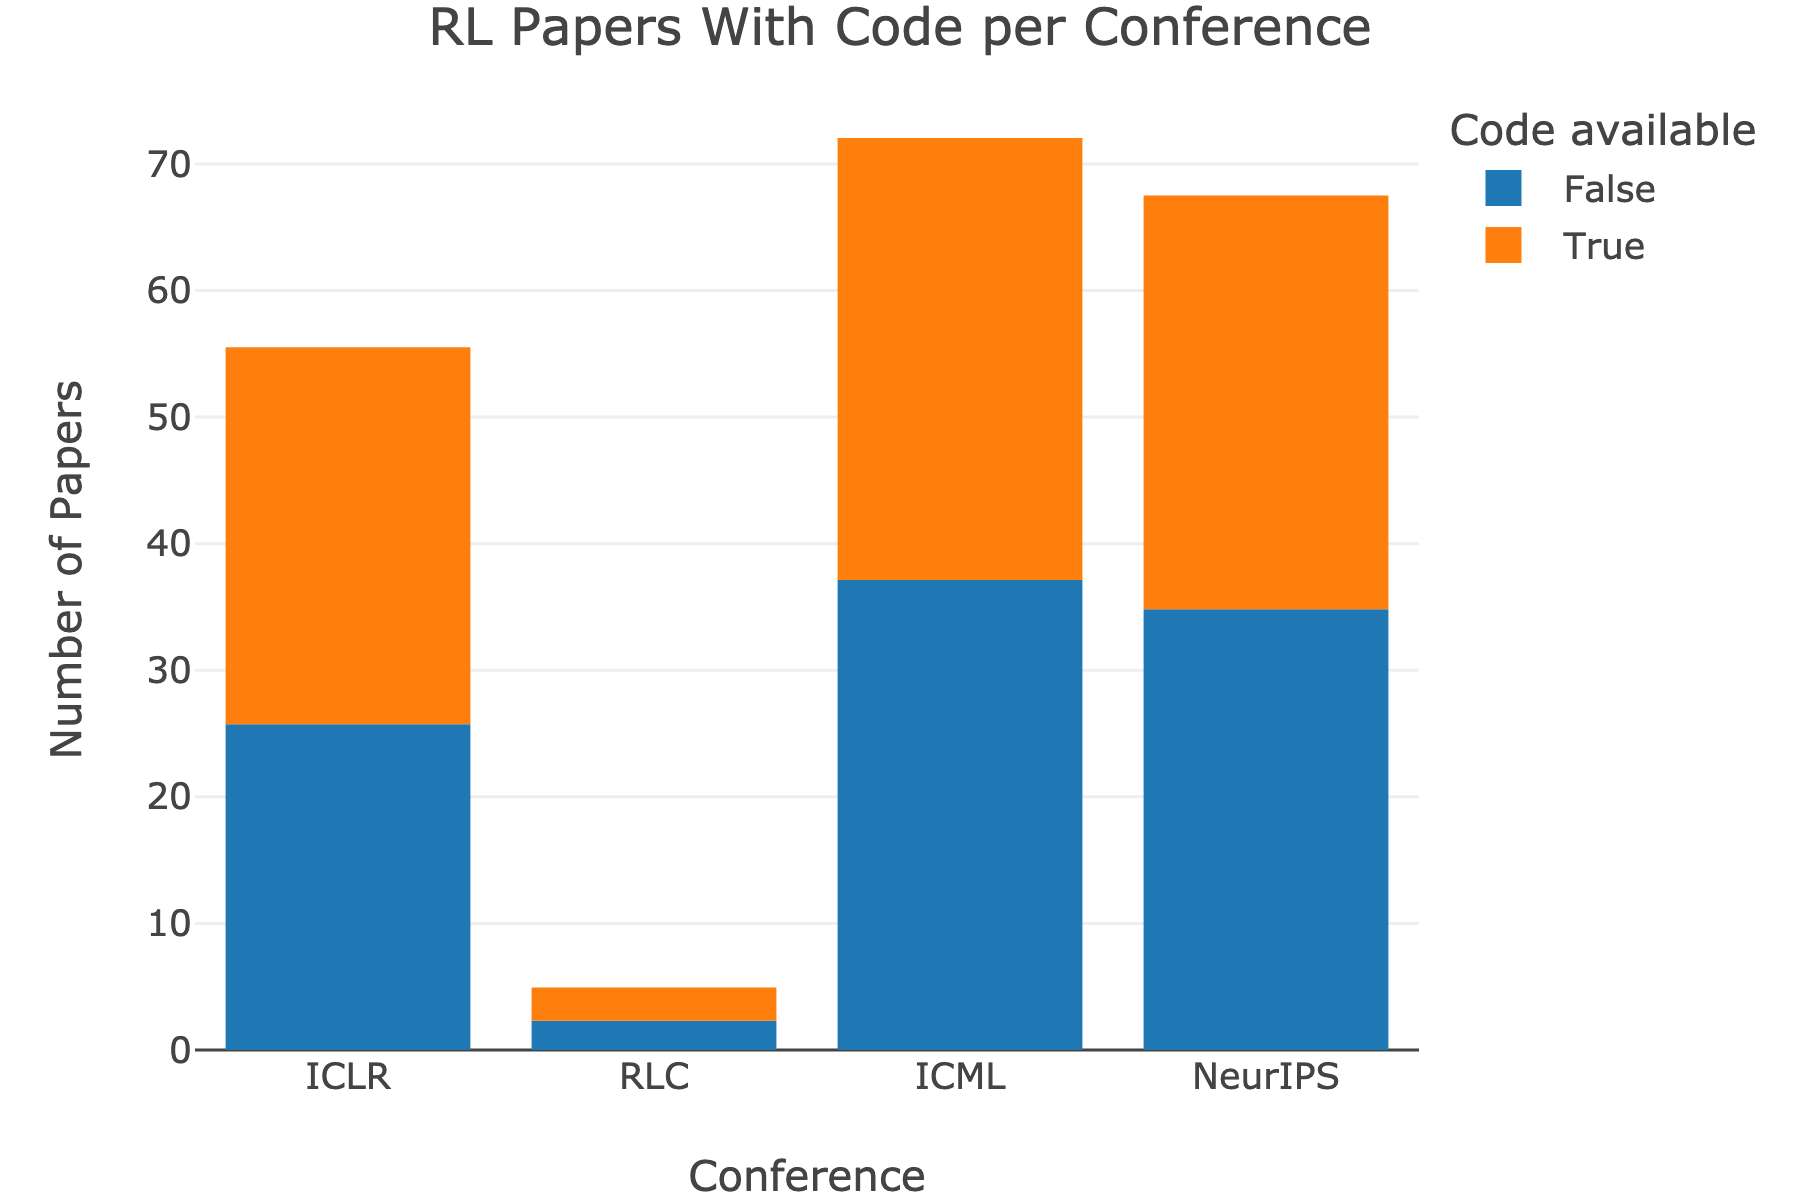 RL Papers With Code per Conference
Code available
False
True
Number of Papers
70
60
50
40
30
20
10
0
ICLR
RLC
ICML
NeurIPS
Conference